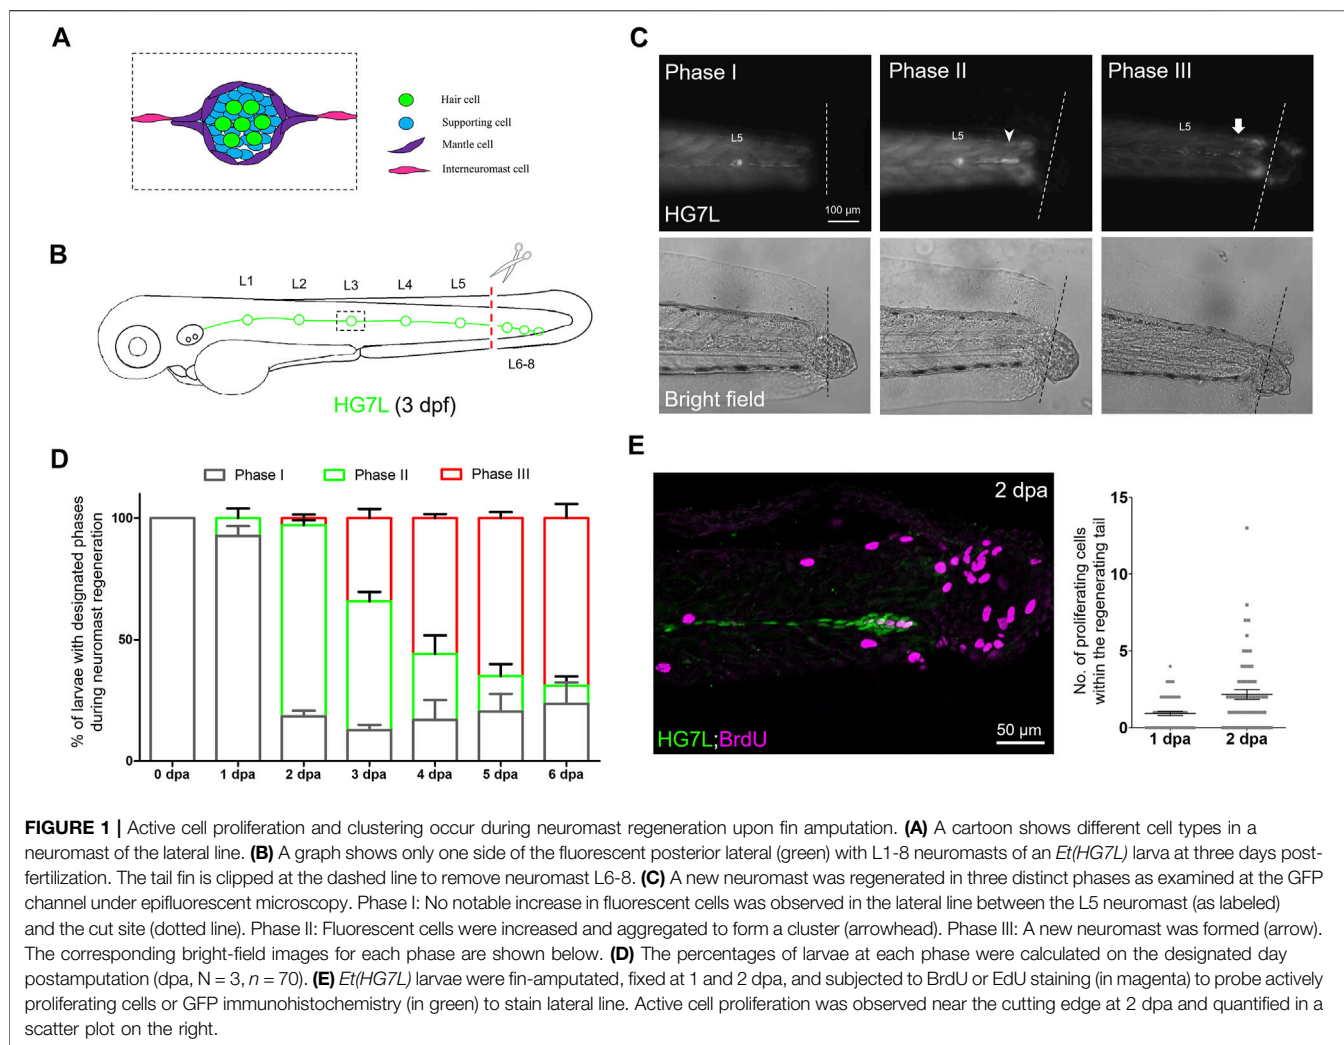 A
Hair cell
Supporting cell
Mantle cell
Interneuromast cell
B
L1 L2 L3 L4 L5
L6-8
HG7L (3 dpf)
C
Phase I
L5
HG7L
100 µm
Phase II
L5
Phase III
L5
Bright field
D
Phase I Phase II Phase III
% of larvae with designated phases
during neuromast regeneration
100
50
0
0 dpa 1 dpa 2 dpa 3 dpa 4 dpa 5 dpa 6 dpa
E
2 dpa
HG7L;BrdU
50 µm
No. of proliferating cells
within the regenerating tail
15
10
5
0
1 dpa 2 dpa
FIGURE 1 | Active cell proliferation and clustering occur during neuromast regeneration upon fin amputation. (A) A cartoon shows different cell types in a
neuromast of the lateral line. (B) A graph shows only one side of the fluorescent posterior lateral (green) with L1-8 neuromasts of an Et(HG7L) larva at three days post-
fertilization. The tail fin is clipped at the dashed line to remove neuromast L6-8. (C) A new neuromast was regenerated in three distinct phases as examined at the GFP
channel under epifluorescent microscopy. Phase I: No notable increase in fluorescent cells was observed in the lateral line between the L5 neuromast (as labeled)
and the cut site (dotted line). Phase II: Fluorescent cells were increased and aggregated to form a cluster (arrowhead). Phase III: A new neuromast was formed (arrow).
The corresponding bright-field images for each phase are shown below. (D) The percentages of larvae at each phase were calculated on the designated day
postamputation (dpa, N = 3, n = 70). (E) Et(HG7L) larvae were fin-amputated, fixed at 1 and 2 dpa, and subjected to BrdU or EdU staining (in magenta) to probe actively
proliferating cells or GFP immunohistochemistry (in green) to stain lateral line. Active cell proliferation was observed near the cutting edge at 2 dpa and quantified in a
scatter plot on the right.